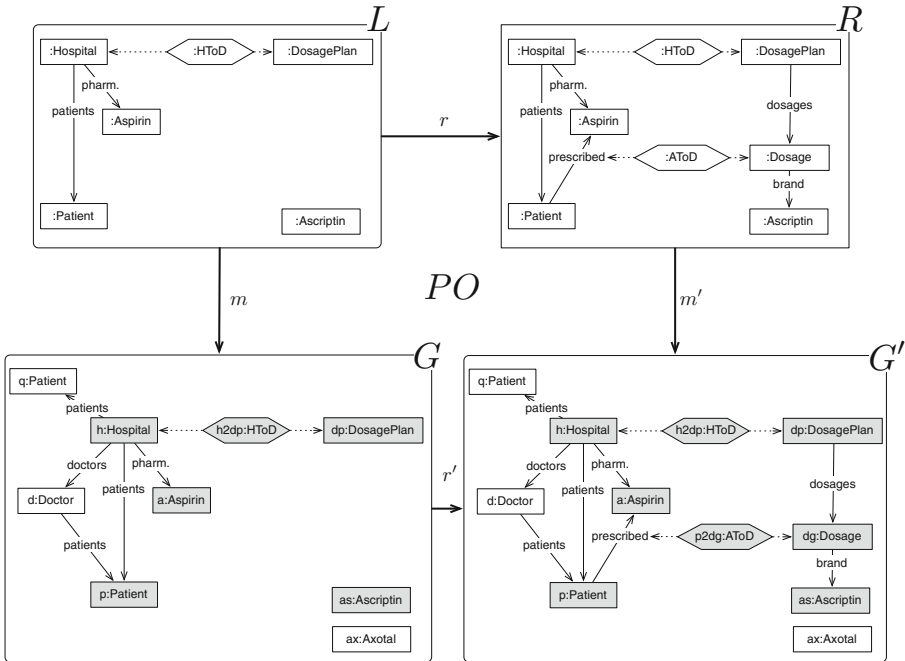 L
:Hospital
:HToD
:DosagePlan
pharm.
patients
:Aspirin
:Patient
:Ascriptin
r
R
:Hospital
:HToD
:DosagePlan
pharm.
patients
dosages
:Aspirin
prescribed
:AToD
:Dosage
brand
:Patient
:Ascriptin
m
PO
m′
G
q:Patient
patients
h:Hospital
h2dp:HToD
dp:DosagePlan
doctors
pharm.
patients
d:Doctor
a:Aspirin
patients
p:Patient
as:Ascriptin
ax:Axotal
r′
G′
q:Patient
patients
h:Hospital
h2dp:HToD
dp:DosagePlan
doctors
pharm.
patients
dosages
d:Doctor
a:Aspirin
patients
prescribed
p2dg:AToD
dg:Dosage
brand
p:Patient
as:Ascriptin
ax:Axotal